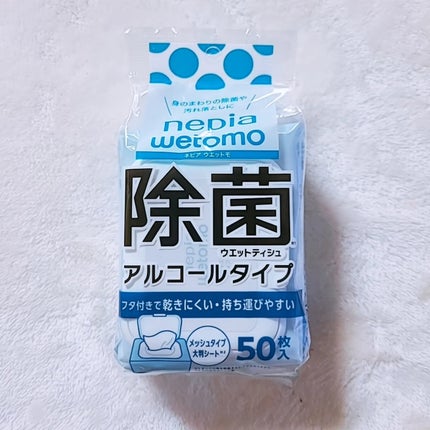 身のまわりの除菌や
汚れ落としに
nepia
wetomo
ネピア ウエットモ
除菌
ウエットティシュ
アルコールタイプ
フタ付きで乾きにくい・持ち運びやすい
メッシュタイプ
大判シート
50枚入